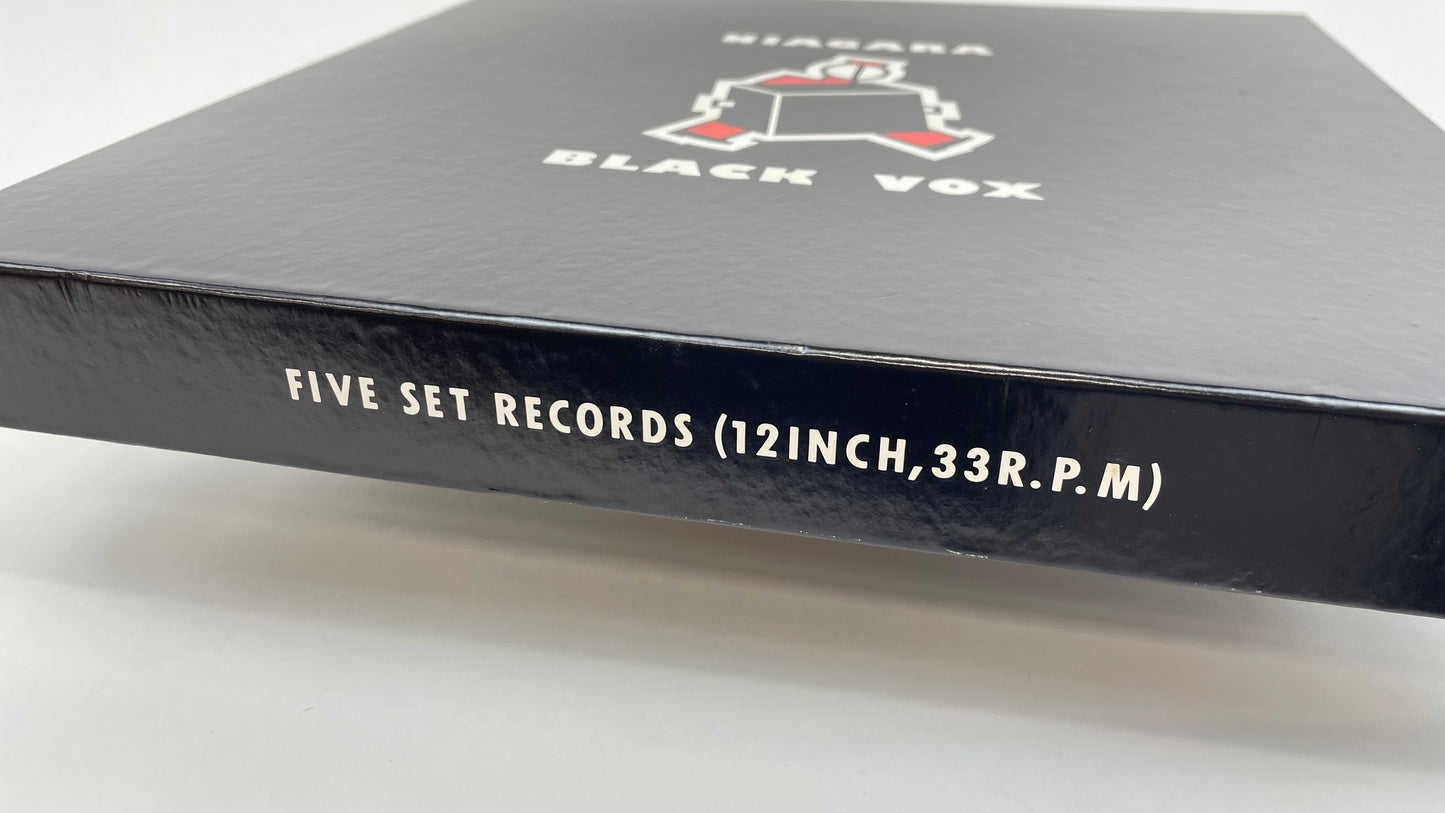 NIAGARA
BLACK VOX
FIVE SET RECORDS (12INCH,33R.P.M)